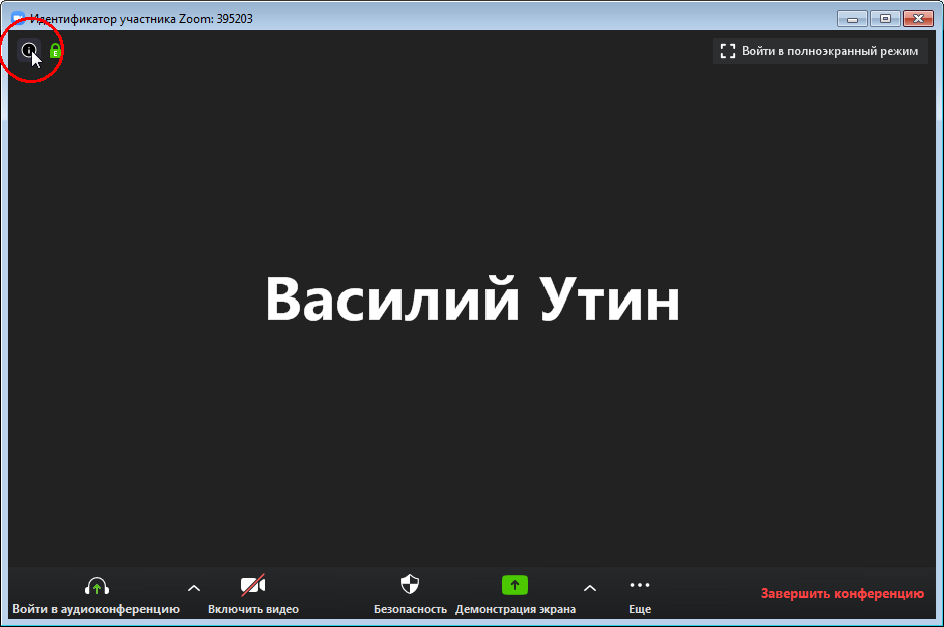 Идентификатор участника Zoom: 395203
Войти в полноэкранный режим
Василий Утин
Войти в аудиоконференцию
Включить видео
Безопасность
Демонстрация экрана
Еще
Завершить конференцию